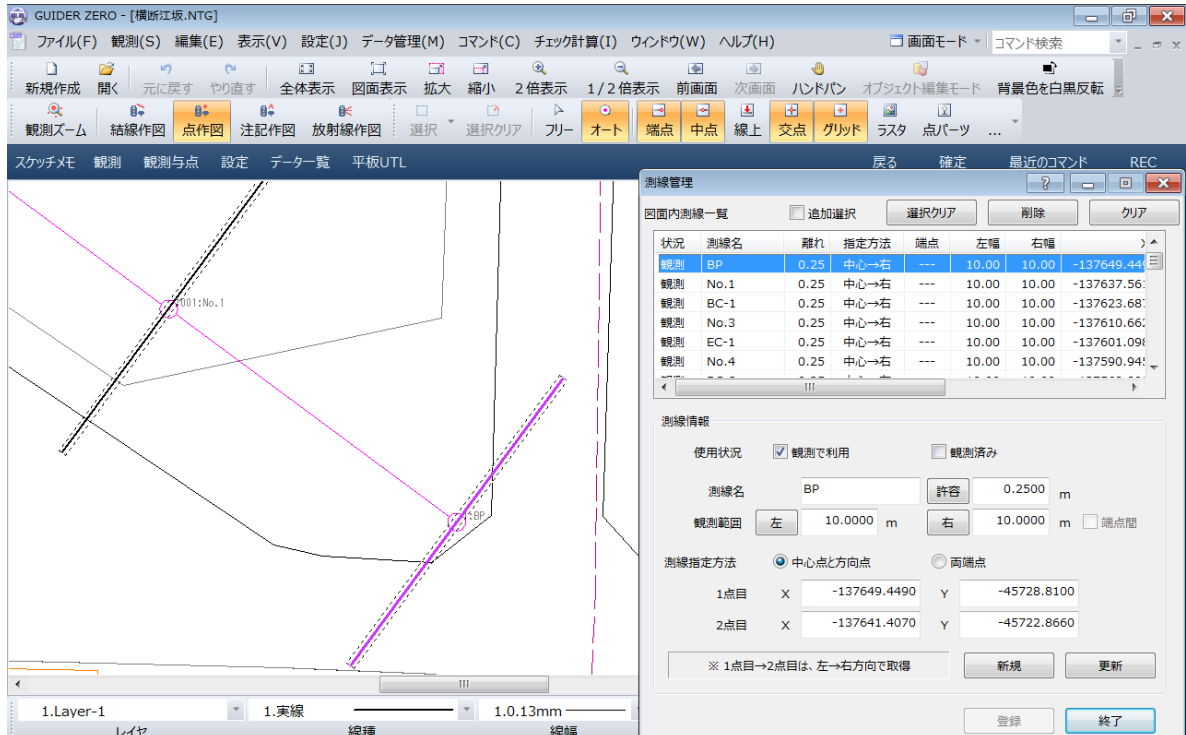 GUIDER ZERO - [横断江坂.NTG]
ファイル(F) 観測(S) 編集(E) 表示(V) 設定(J) データ管理(M) コマンド(C) チェック計算(I) ウィンドウ(W) ヘルプ(H) 画面モード コマンド検索
新規作成 開く 元に戻す やり直す 全体表示 図面表示 拡大 縮小 2倍表示 1/2倍表示 前画面 次画面 ハンドパン オブジェクト編集モード 背景色を白黒反転
観測ズーム 結線作図 点作図 注記作図 放射線作図 選択 選択クリア フリー オート 端点 中点 線上 交点 グリッド ラスタ 点パーツ ...
スケッチメモ 観測 観測与点 設定 データ一覧 平板UTL 戻る 確定 最近のコマンド REC
測線管理
図面内測線一覧 追加選択 選択クリア 削除 クリア
状況 測線名 離れ 指定方法 端点 左幅 右幅
観測 BP 0.25 中心→右 --- 10.00 10.00 -137649.449
観測 No.1 0.25 中心→右 --- 10.00 10.00 -137637.56
観測 BC-1 0.25 中心→右 --- 10.00 10.00 -137623.68
観測 No.3 0.25 中心→右 --- 10.00 10.00 -137610.66
観測 EC-1 0.25 中心→右 --- 10.00 10.00 -137601.09
観測 No.4 0.25 中心→右 --- 10.00 10.00 -137590.94
001:No.1
:BP
測線情報
使用状況 観測で利用 観測済み
測線名 BP 許容 0.2500 m
観測範囲 左 10.0000 m 右 10.0000 m 端点間
測線指定方法 中心点と方向点 両端点
1点目 X -137649.4490 Y -45728.8100
2点目 X -137641.4070 Y -45722.8660
※ 1点目→2点目は、左→右方向で取得 新規 更新
登録 終了
1.Layer-1 1.実線 1.0.13mm
レイヤ 線種 線幅